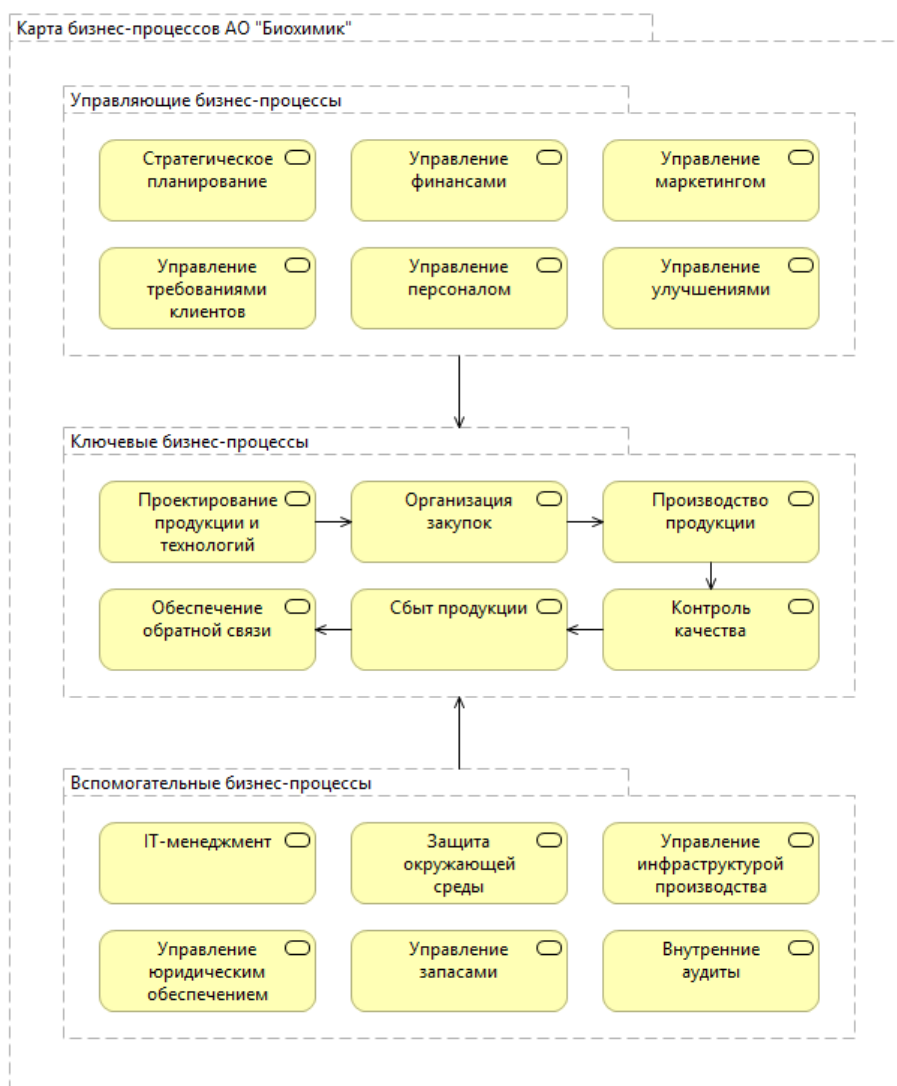 Карта бизнес-процессов АО "Биохимик"
Управляющие бизнес-процессы
Стратегическое
планирование
Управление
финансами
Управление
маркетингом
Управление
требованиями
клиентов
Управление
персоналом
Управление
улучшениями
Ключевые бизнес-процессы
Проектирование
продукции и
технологий
Организация
закупок
Производство
продукции
Обеспечение
обратной связи
Сбыт продукции
Контроль
качества
Вспомогательные бизнес-процессы
IT-менеджмент
Защита
окружающей
среды
Управление
инфраструктурой
производства
Управление
юридическим
обеспечением
Управление
запасами
Внутренние
аудиты